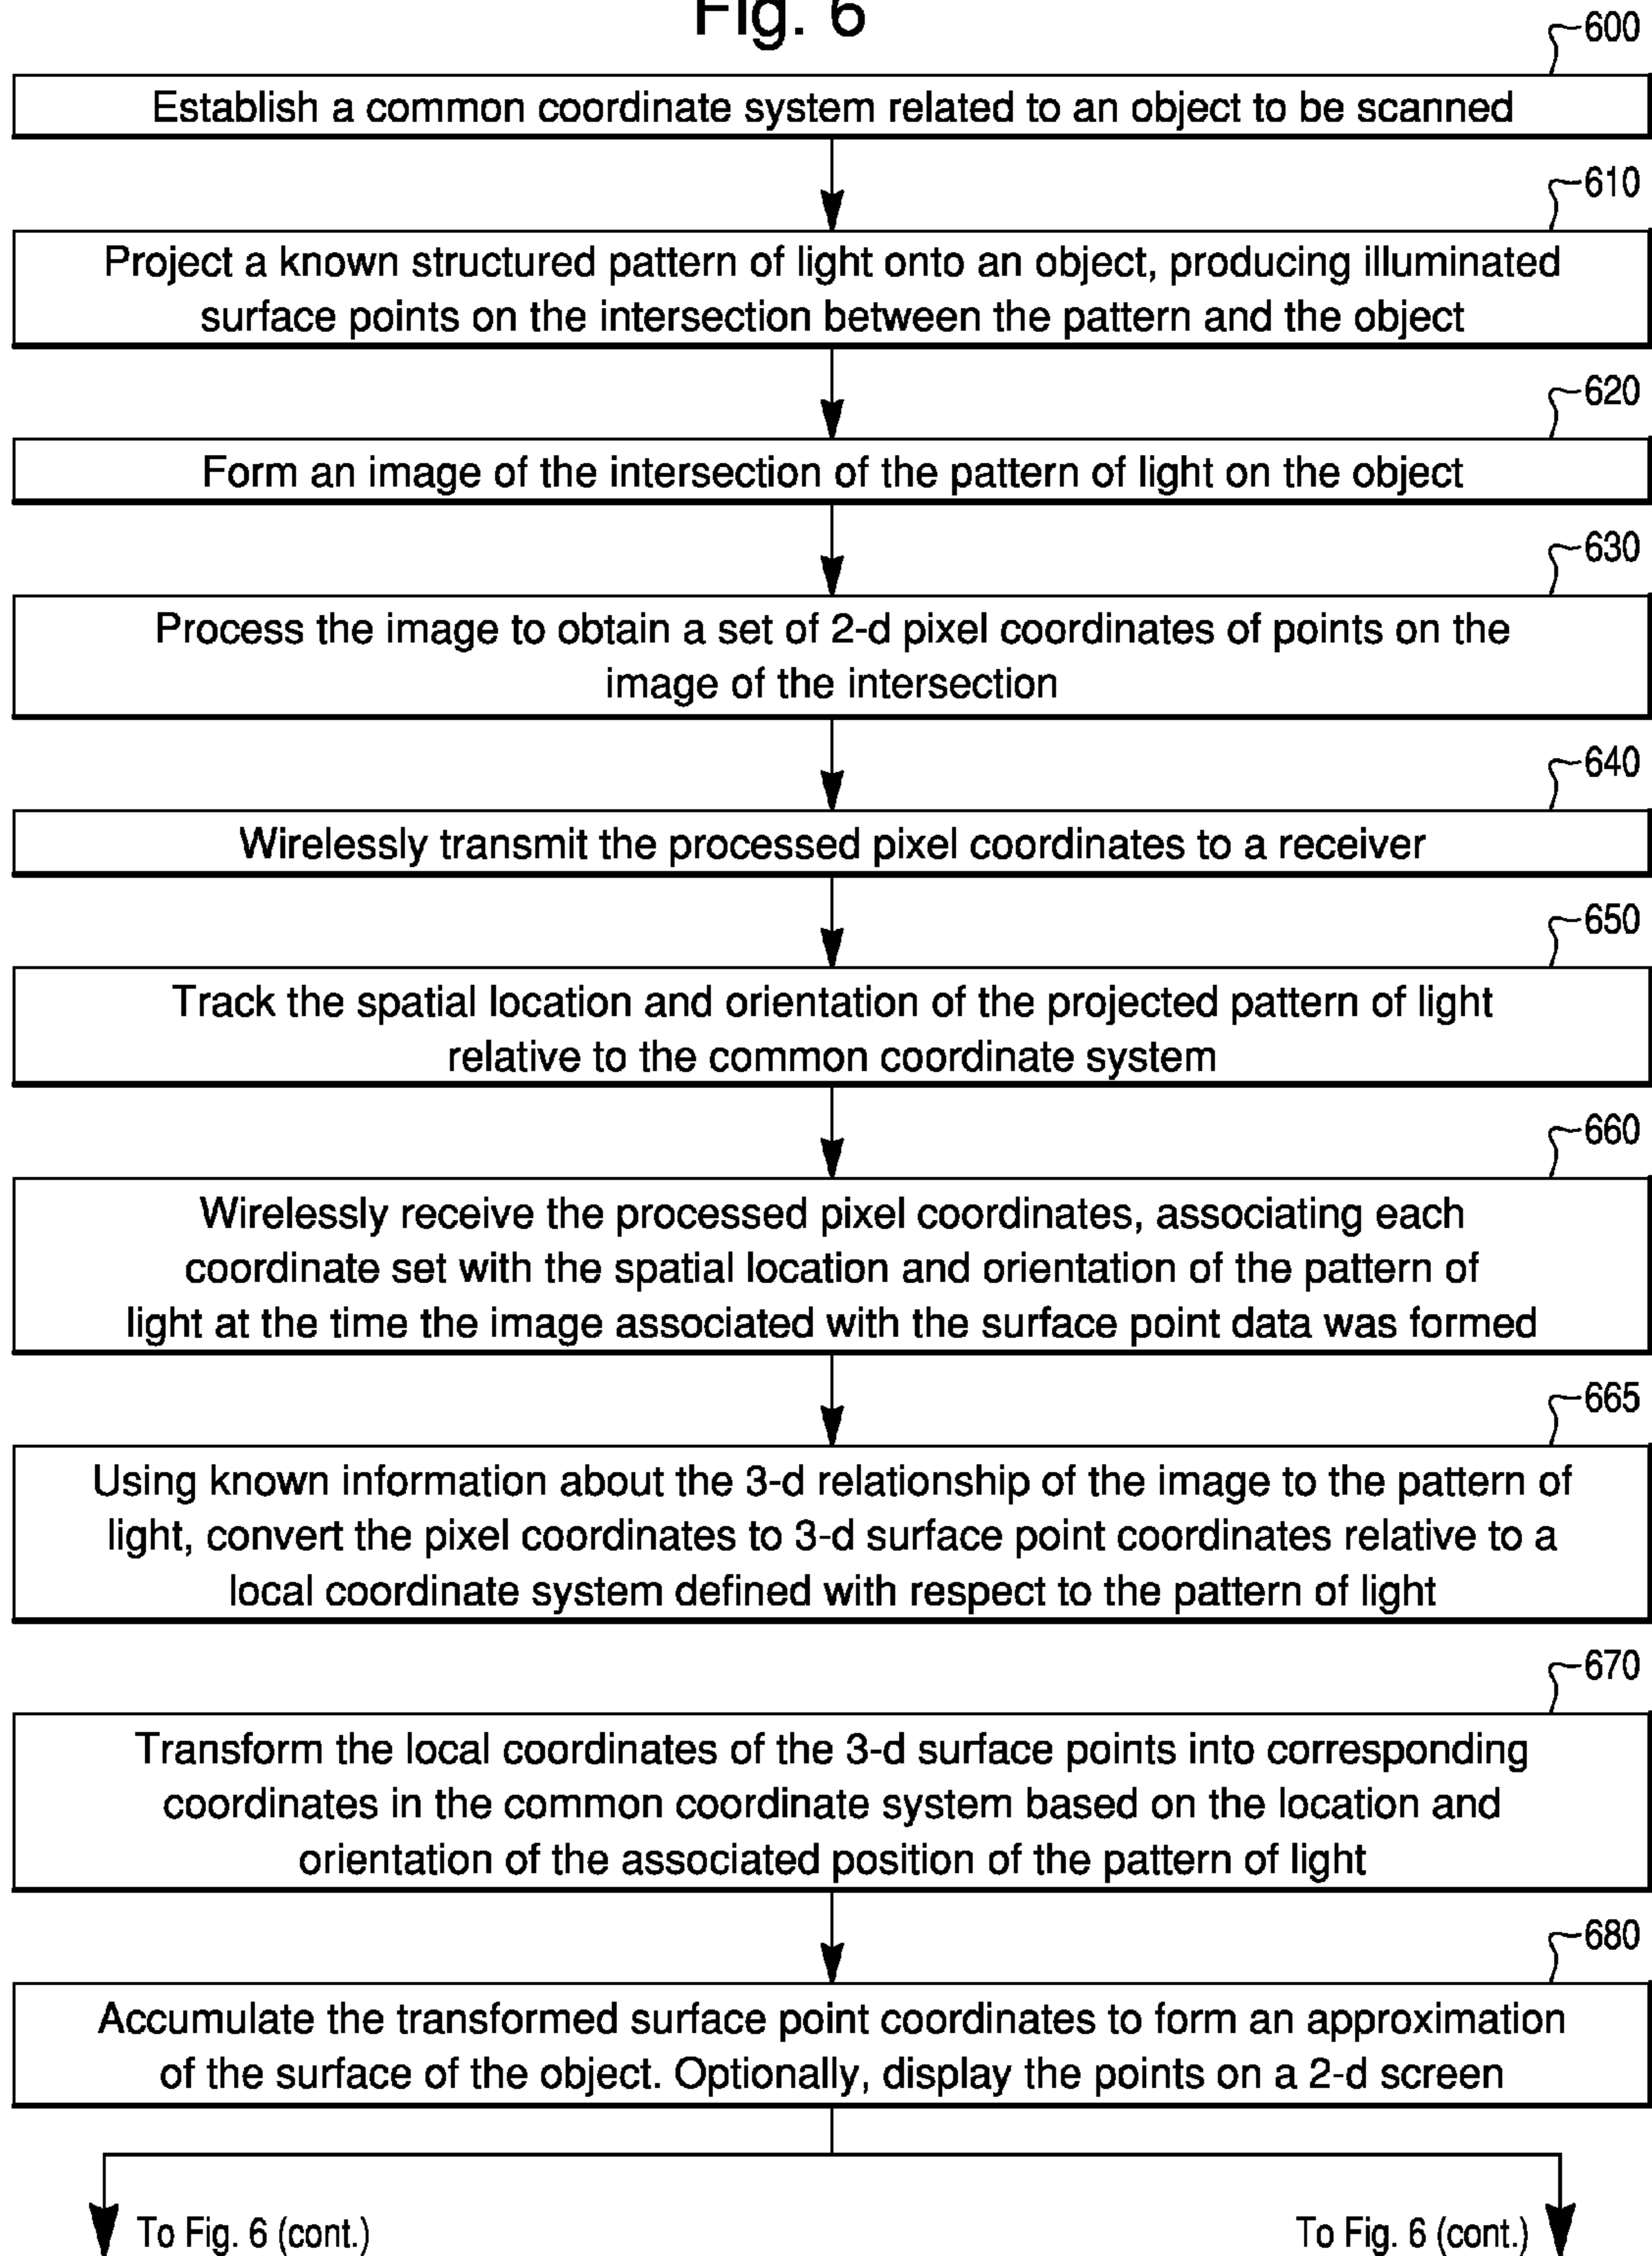 Fig. 6
600
Establish a common coordinate system related to an object to be scanned
610
Project a known structured pattern of light onto an object, producing illuminated
surface points on the intersection between the pattern and the object
620
Form an image of the intersection of the pattern of light on the object
630
Process the image to obtain a set of 2-d pixel coordinates of points on the
image of the intersection
640
Wirelessly transmit the processed pixel coordinates to a receiver
650
Track the spatial location and orientation of the projected pattern of light
relative to the common coordinate system
660
Wirelessly receive the processed pixel coordinates, associating each
coordinate set with the spatial location and orientation of the pattern of
light at the time the image associated with the surface point data was formed
665
Using known information about the 3-d relationship of the image to the pattern of
light, convert the pixel coordinates to 3-d surface point coordinates relative to a
local coordinate system defined with respect to the pattern of light
670
Transform the local coordinates of the 3-d surface points into corresponding
coordinates in the common coordinate system based on the location and
orientation of the associated position of the pattern of light
680
Accumulate the transformed surface point coordinates to form an approximation
of the surface of the object. Optionally, display the points on a 2-d screen
To Fig. 6 (cont.)
To Fig. 6 (cont.)